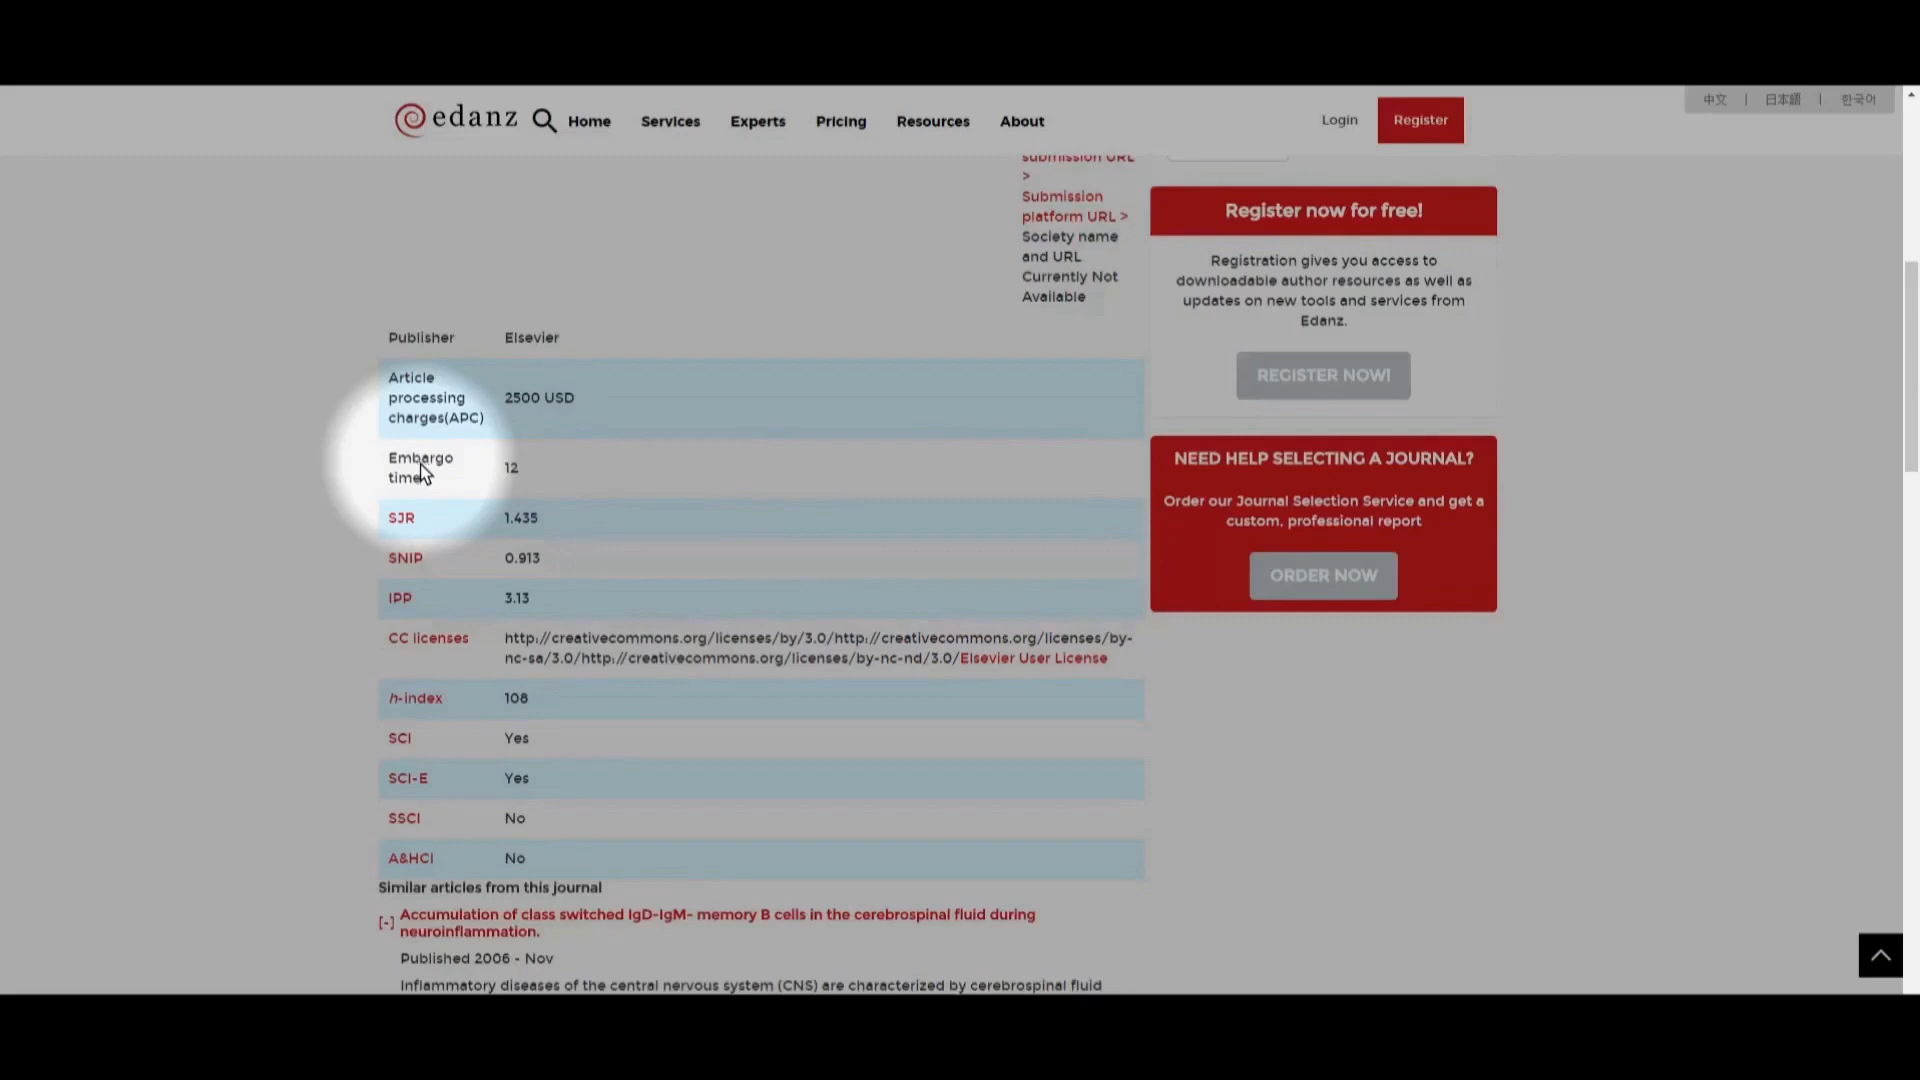 中文 | 日本語 | 한국어
edanz Home Services Experts Pricing Resources About Login Register
submission URL
>
Submission
platform URL >
Society name
and URL
Currently Not
Available
Publisher Elsevier
Article
processing
charges(APC)
2500 USD
Embargo
time
12
SJR 1.435
SNIP 0.913
IPP 3.13
CC licenses http://creativecommons.org/licenses/by/3.0/http://creativecommons.org/licenses/by-
nc-sa/3.0/http://creativecommons.org/licenses/by-nc-nd/3.0/Elsevier User License
h-index 108
SCI Yes
SCI-E Yes
SSCI No
A&HCI No
Similar articles from this journal
[-] Accumulation of class switched IgD-IgM- memory B cells in the cerebrospinal fluid during
neuroinflammation.
Published 2006 - Nov
Inflammatory diseases of the central nervous system (CNS) are characterized by cerebrospinal fluid
Register now for free!
Registration gives you access to
downloadable author resources as well as
updates on new tools and services from
Edanz.
REGISTER NOW!
NEED HELP SELECTING A JOURNAL?
Order our Journal Selection Service and get a
custom, professional report
ORDER NOW